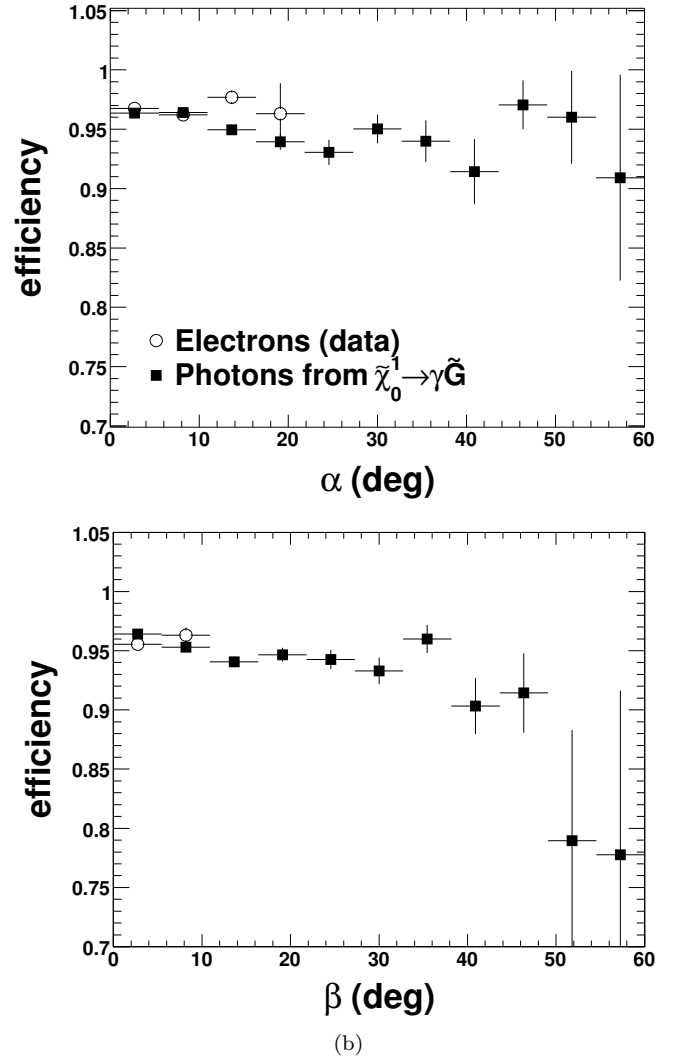 1.05
1
0.95
0.9
0.85
0.8
0.75
0.7
efficiency
Electrons (data)
Photons from χ̃₀¹→γG̃
0 10 20 30 40 50 60
α (deg)
1.05
1
0.95
0.9
0.85
0.8
0.75
0.7
efficiency
0 10 20 30 40 50 60
β (deg)
(b)